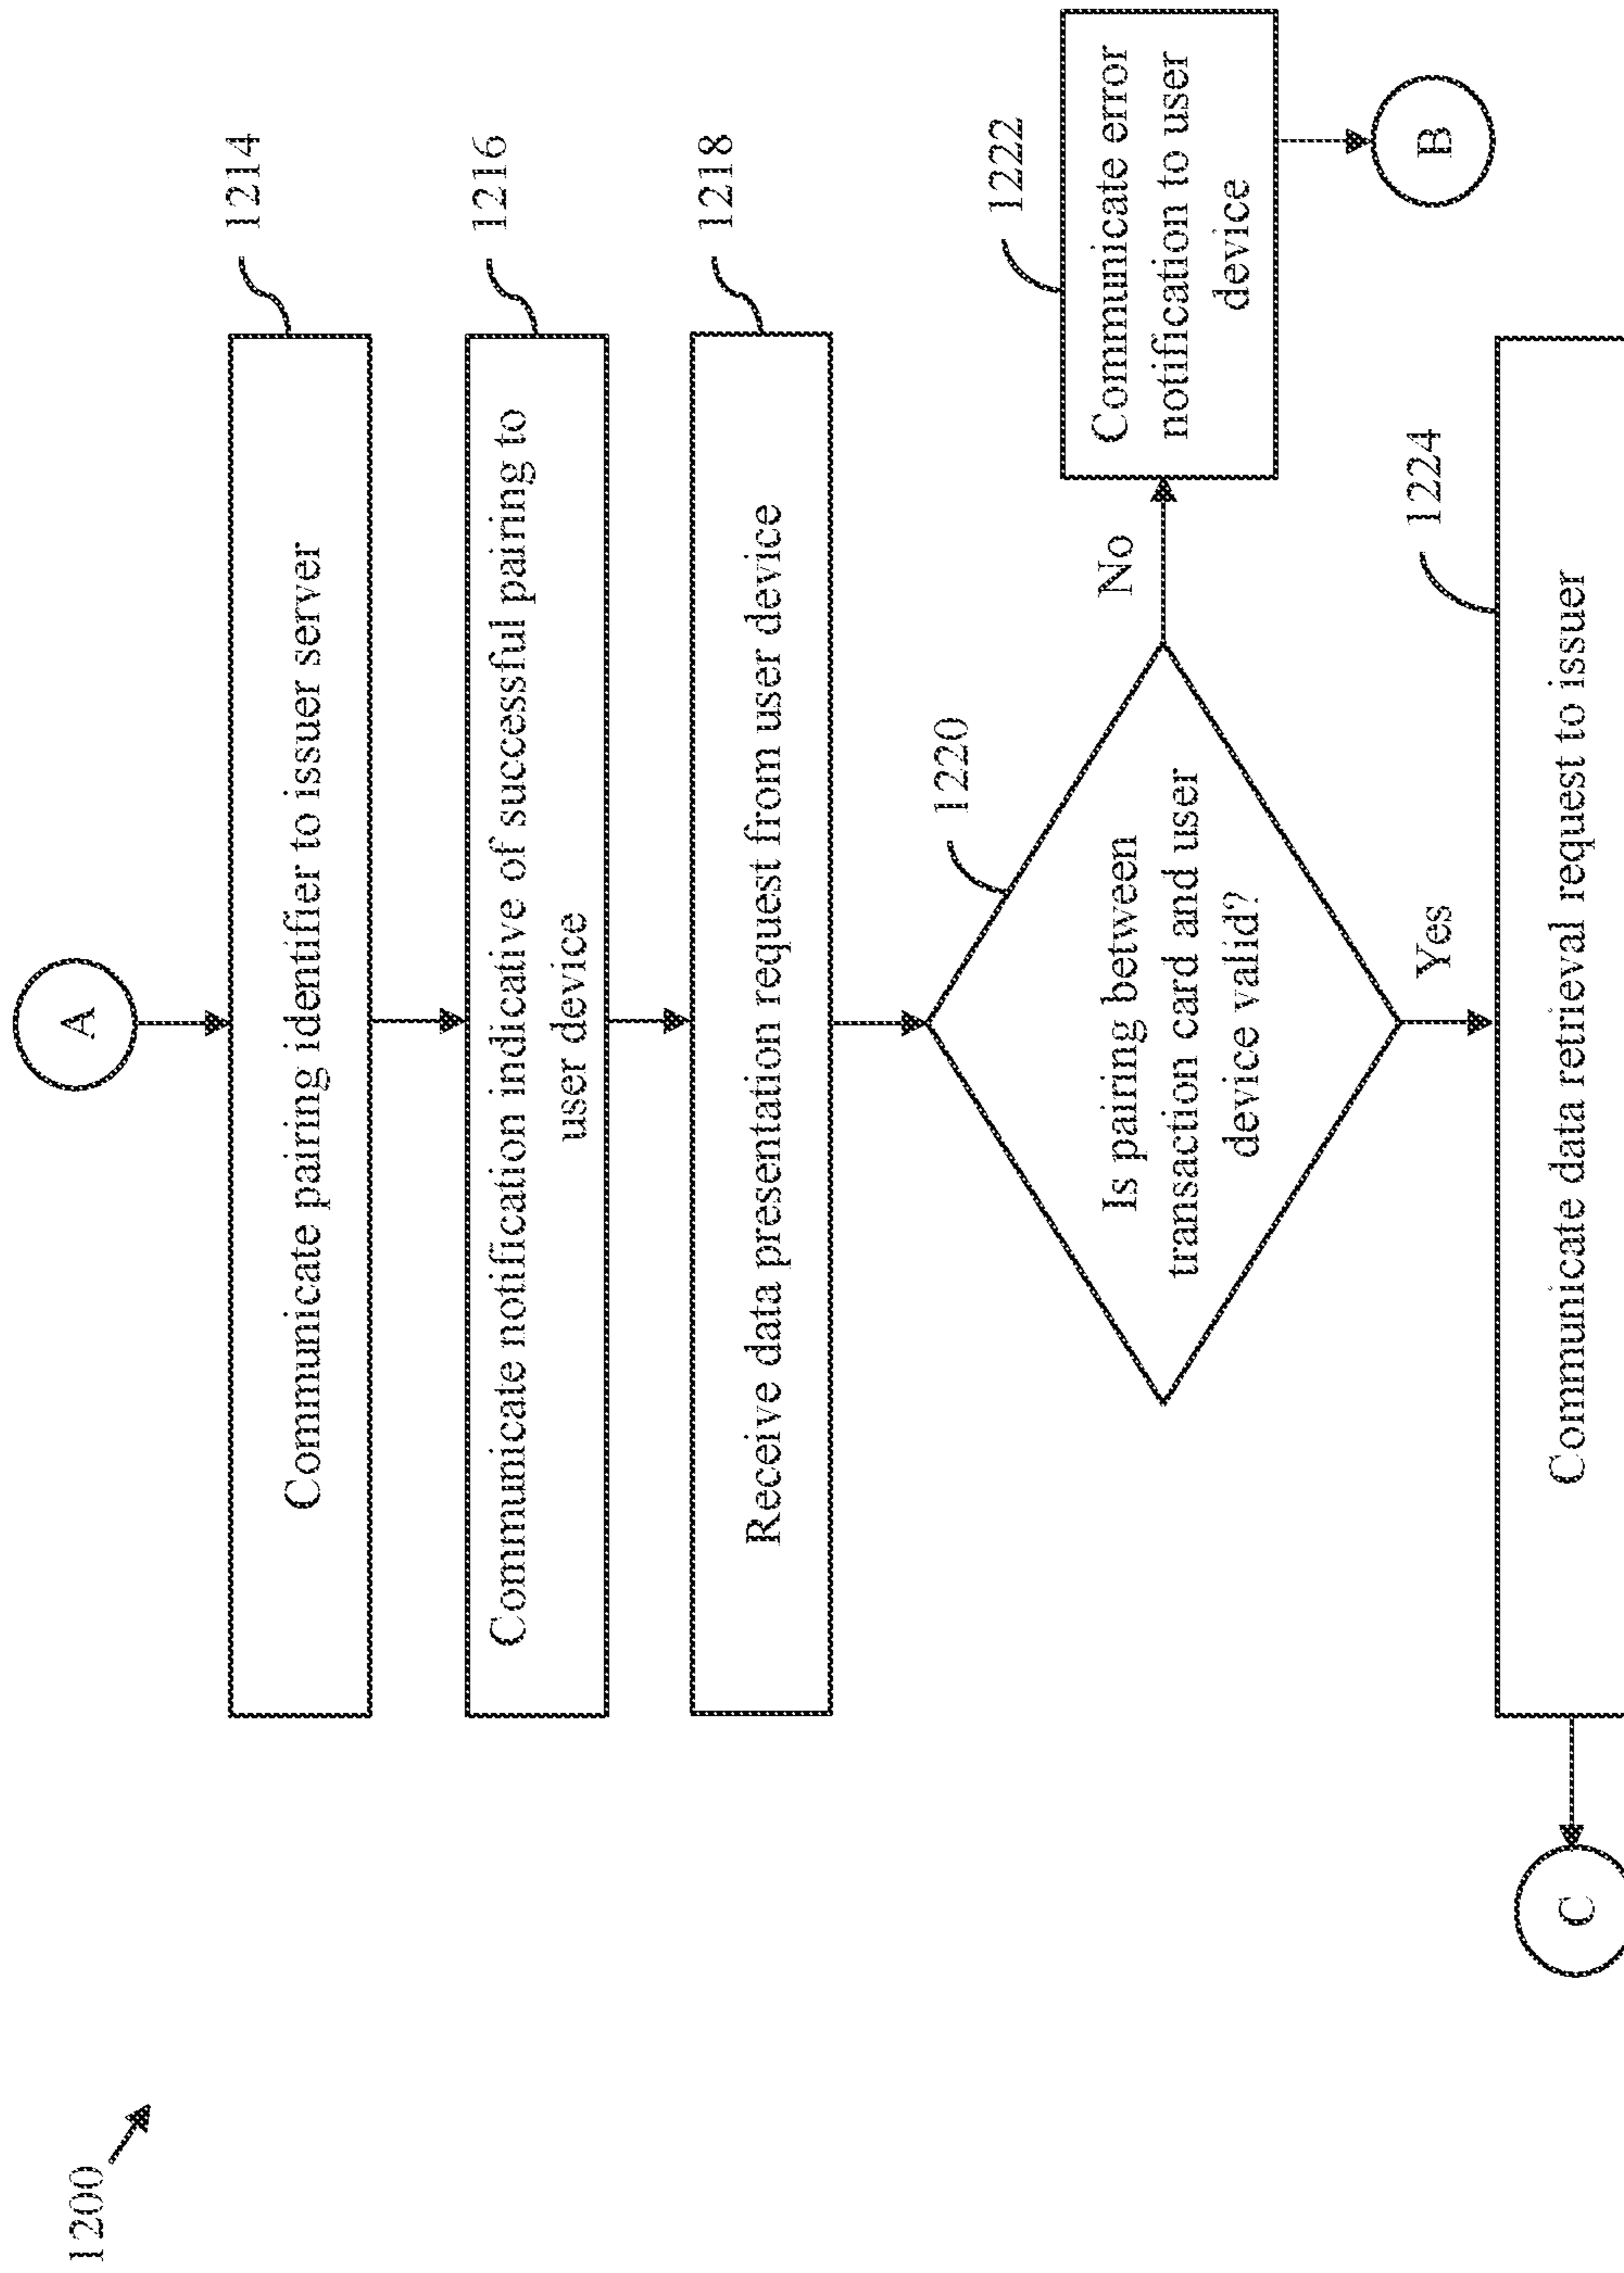 1200
A
1214
Communicate pairing identifier to issuer server
1216
Communicate notification indicative of successful pairing to
user device
1218
Receive data presentation request from user device
1220
Is pairing between
transaction card and user
device valid?
No
1222
Communicate error
notification to user
device
B
Yes
1224
Communicate data retrieval request to issuer
C